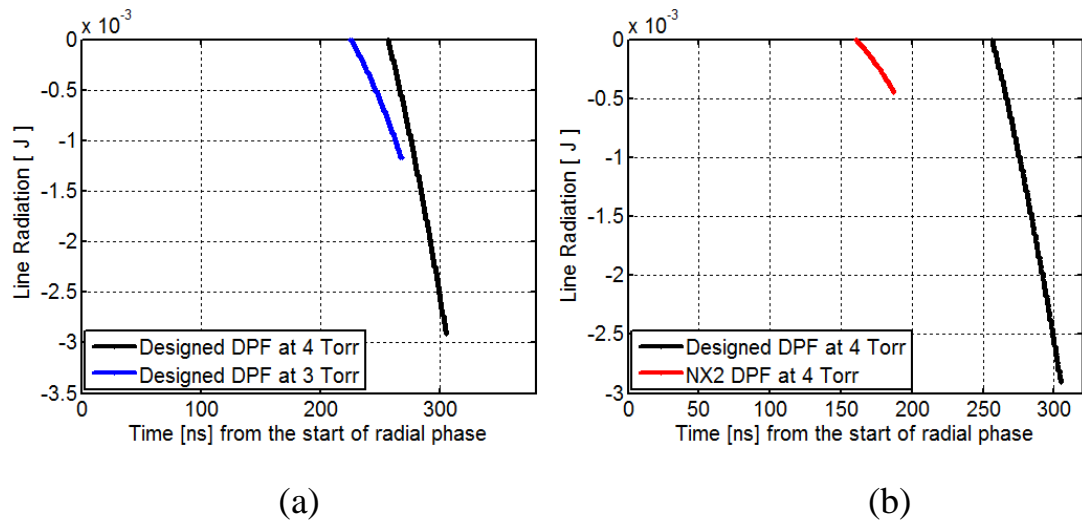 x 10⁻³
0
-0.5
-1
-1.5
-2
-2.5
-3
-3.5
Line Radiation [ J ]
Designed DPF at 4 Torr
Designed DPF at 3 Torr
0 100 200 300
Time [ns] from the start of radial phase
(a)
x 10⁻³
0
-0.5
-1
-1.5
-2
-2.5
-3
Line Radiation [ J ]
Designed DPF at 4 Torr
NX2 DPF at 4 Torr
0 50 100 150 200 250 300
Time [ns] from the start of radial phase
(b)